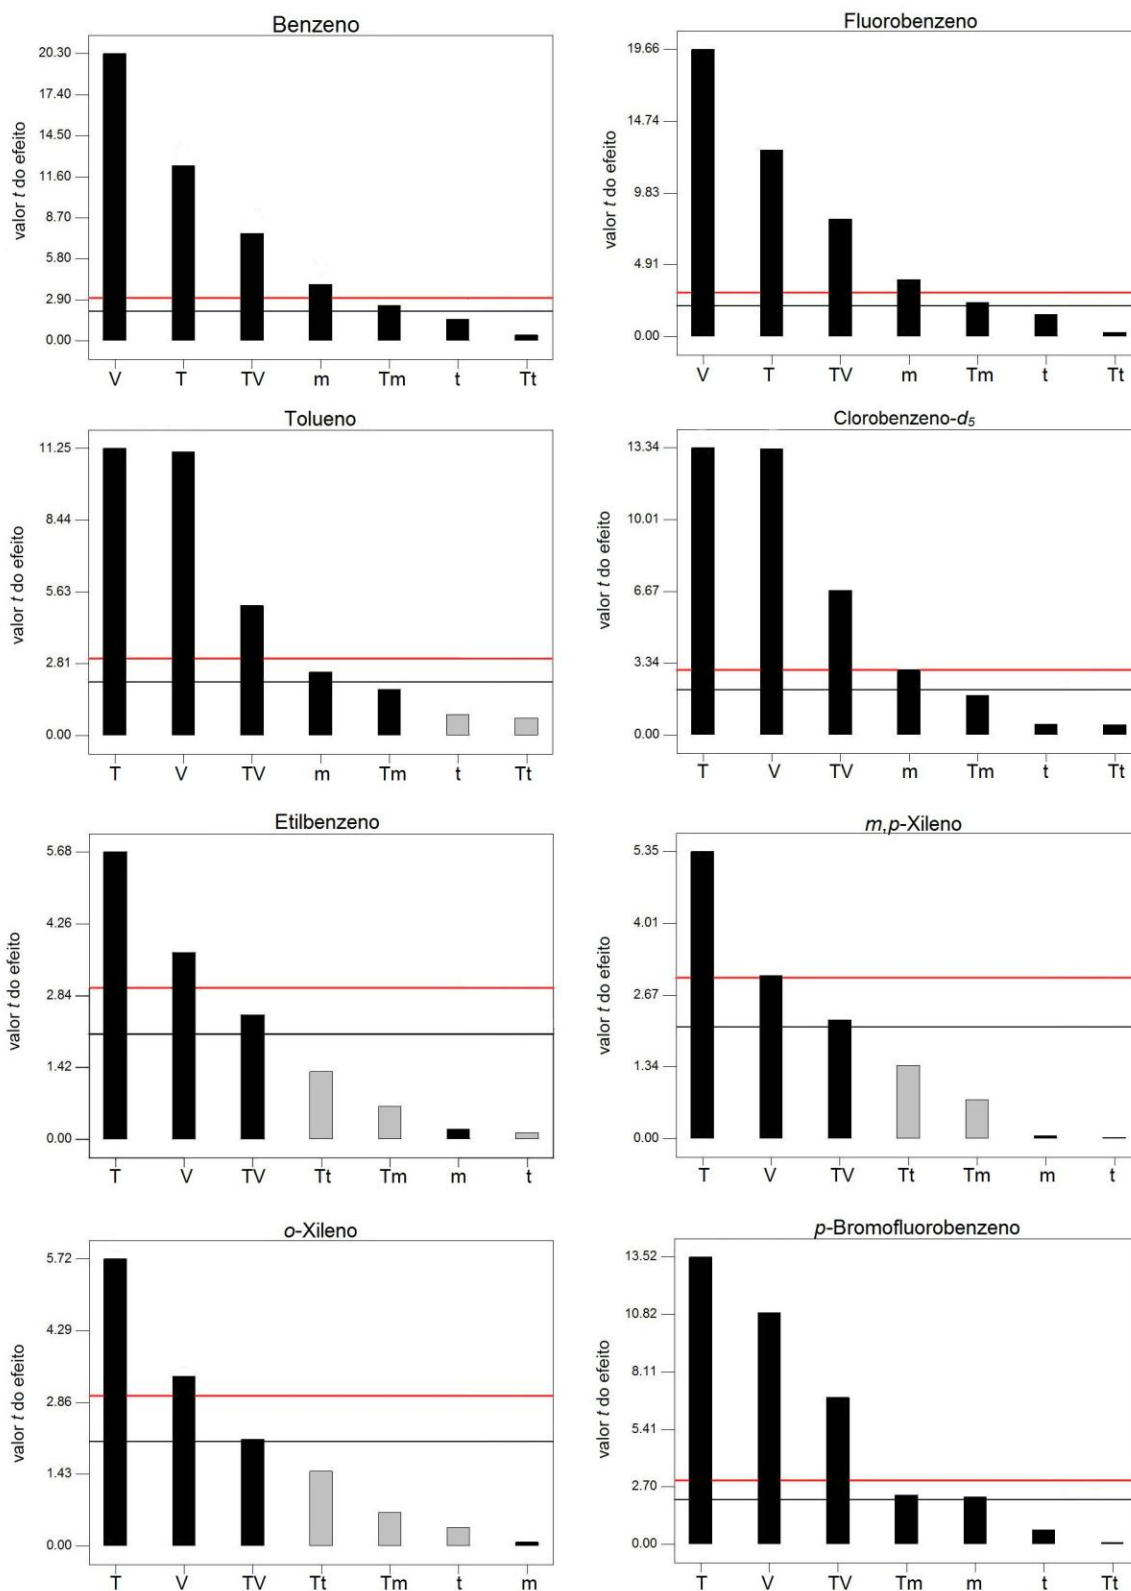 Benzeno
valor t do efeito
20.30
17.40
14.50
11.60
8.70
5.80
2.90
0.00
V T TV m Tm t Tt
Fluorobenzeno
valor t do efeito
19.66
14.74
9.83
4.91
0.00
V T TV m Tm t Tt
Tolueno
valor t do efeito
11.25
8.44
5.63
2.81
0.00
T V TV m Tm t Tt
Clorobenzeno-d5
valor t do efeito
13.34
10.01
6.67
3.34
0.00
T V TV m Tm t Tt
Etilbenzeno
valor t do efeito
5.68
4.26
2.84
1.42
0.00
T V TV Tt Tm m t
m,p-Xileno
valor t do efeito
5.35
4.01
2.67
1.34
0.00
T V TV Tt Tm m t
o-Xileno
valor t do efeito
5.72
4.29
2.86
1.43
0.00
T V TV Tt Tm t m
p-Bromofluorobenzeno
valor t do efeito
13.52
10.82
8.11
5.41
2.70
0.00
T V TV Tm m t Tt